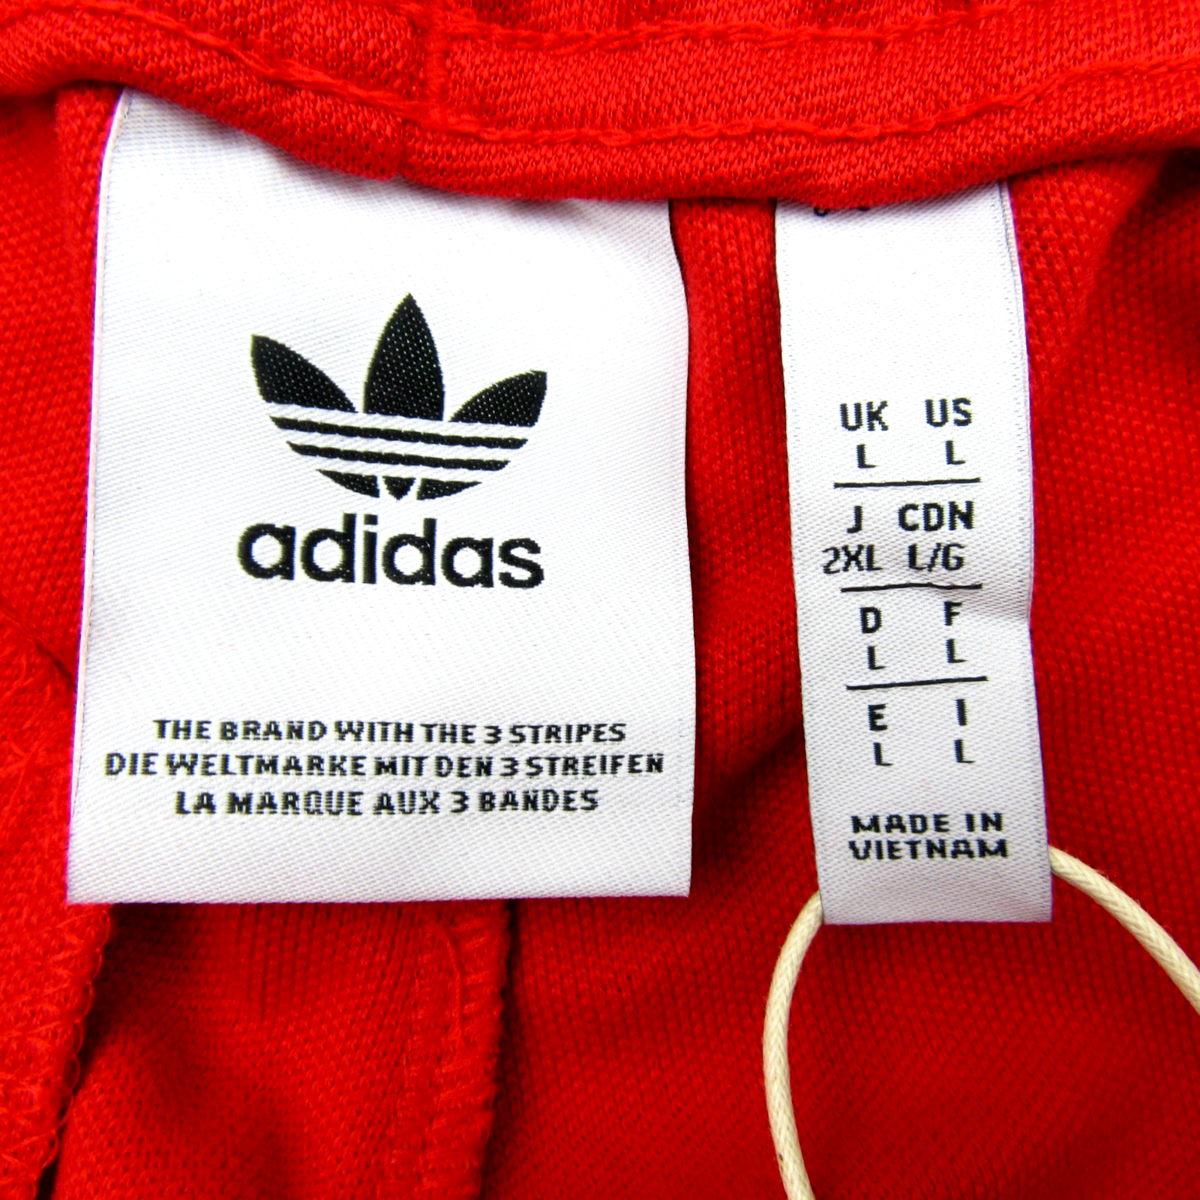 adidas
THE BRAND WITH THE 3 STRIPES
DIE WELTMARKE MIT DEN 3 STREIFEN
LA MARQUE AUX 3 BANDES
UK US
L L
J CDN
2XL L/G
D F
L L
E I
L L
MADE IN
VIETNAM